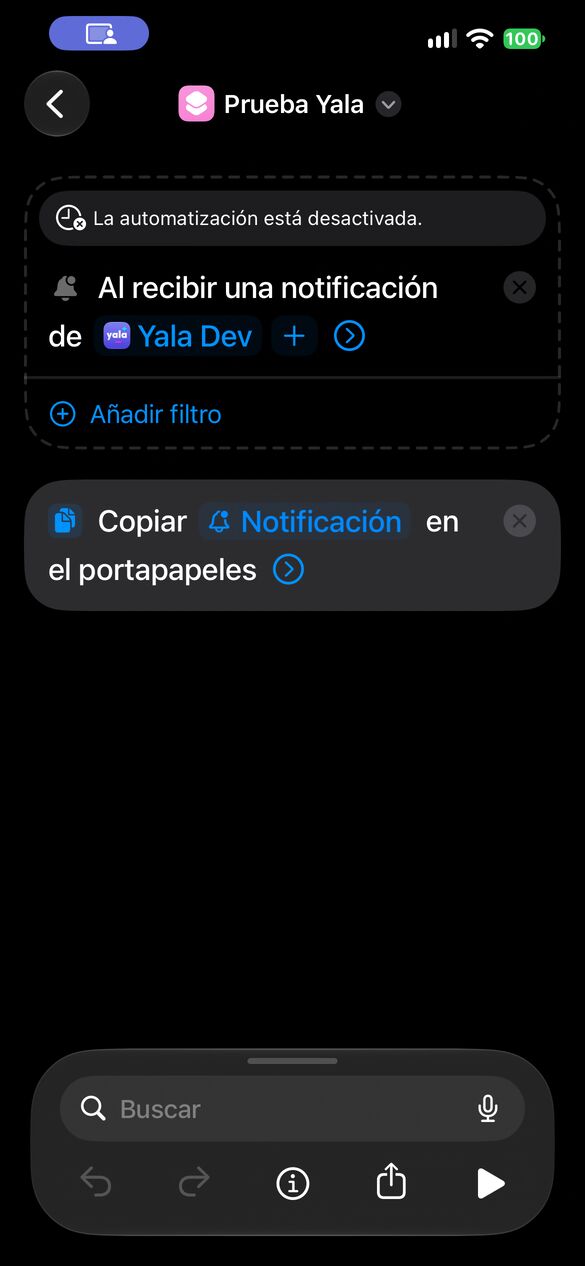 100
Prueba Yala
La automatización está desactivada.
Al recibir una notificación
de yala Yala Dev
Añadir filtro
Copiar Notificación en
el portapapeles
Buscar